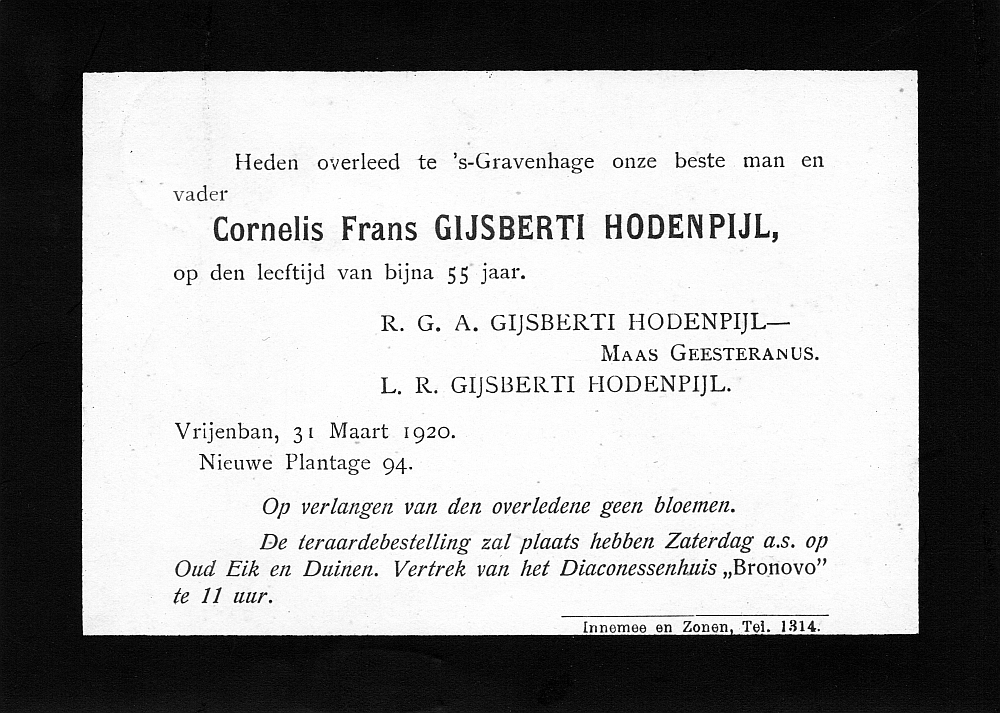 Heden overleed te 's-Gravenhage onze beste man en
vader
Cornelis Frans GIJSBERTI HODENPIJL,
op den leeftijd van bijna 55 jaar.
R. G. A. GIJSBERTI HODENPIJL—
MAAS GEESTERANUS.
L. R. GIJSBERTI HODENPIJL.
Vrijenban, 31 Maart 1920.
Nieuwe Plantage 94.
Op verlangen van den overledene geen bloemen.
De teraardebestelling zal plaats hebben Zaterdag a.s. op
Oud Eik en Duinen. Vertrek van het Diaconessenhuis „Bronovo”
te 11 uur.
Innemee en Zonen, Tel. 1314.